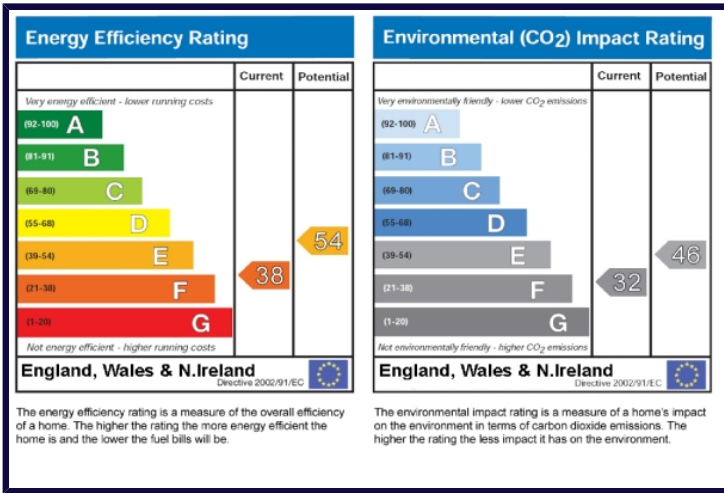 Energy Efficiency Rating
Current Potential
Very energy efficient - lower running costs
(92-100) A
(81-91) B
(69-80) C
(55-68) D
(39-54) E
(21-38) F
(1-20) G
38
54
Not energy efficient - higher running costs
England, Wales & N.Ireland
Directive 2002/91/EC
The energy efficiency rating is a measure of the overall efficiency
of a home. The higher the rating the more energy efficient the
home is and the lower the fuel bills will be.
Environmental (CO2) Impact Rating
Current Potential
Very environmentally friendly - lower CO2 emissions
(92-100) A
(81-91) B
(69-80) C
(55-68) D
(39-54) E
(21-38) F
(1-20) G
32
46
Not environmentally friendly - higher CO2 emissions
England, Wales & N.Ireland
Directive 2002/91/EC
The environmental impact rating is a measure of a home's impact
on the environment in terms of carbon dioxide emissions. The
higher the rating the less impact it has on the environment.